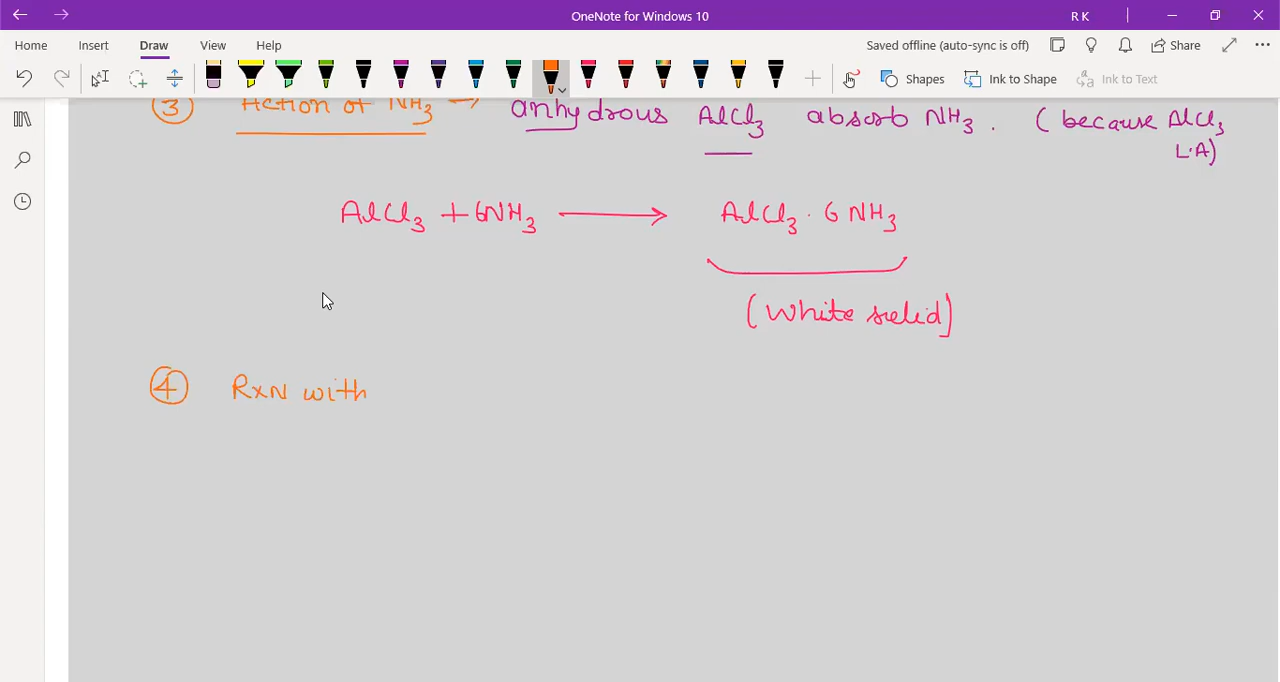 OneNote for Windows 10
R K
Home Insert Draw View Help
Saved offline (auto-sync is off)
Share
Shapes
Ink to Shape
Ink to Text
③ Action of NH₃ → anhydrous AlCl₃ absorb NH₃. (because AlCl₃
L.A)
AlCl₃ + 6NH₃ ⟶ AlCl₃ · 6 NH₃
(White solid)
④ RxN with